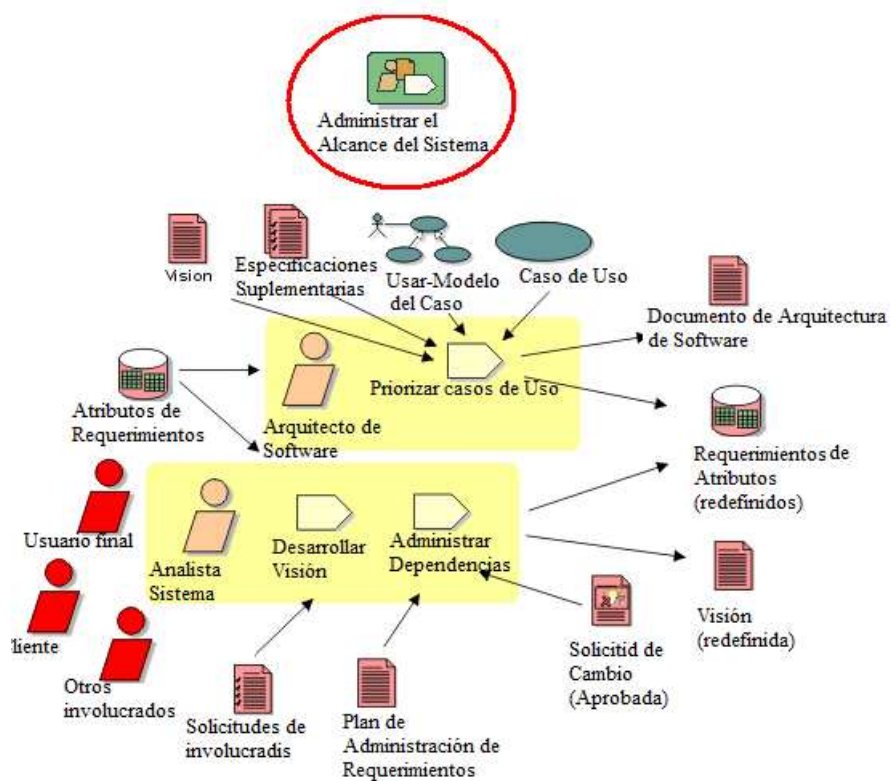 Administrar el
Alcance del Sistema
Vision
Especificaciones
Suplementarias
Usar-Modelo
del Caso
Caso de Uso
Documento de Arquitectura
de Software
Priorizar casos de Uso
Atributos de
Requerimientos
Arquitecto de
Software
Requerimientos de
Atributos
(redefinidos)
Usuario final
Analista
Sistema
Desarrollar
Visión
Administrar
Dependencias
Cliente
Otros
involucrados
Solicitudes de
involucradis
Plan de
Administración de
Requerimientos
Solicitid de
Cambio
(Aprobada)
Visión
(redefinida)